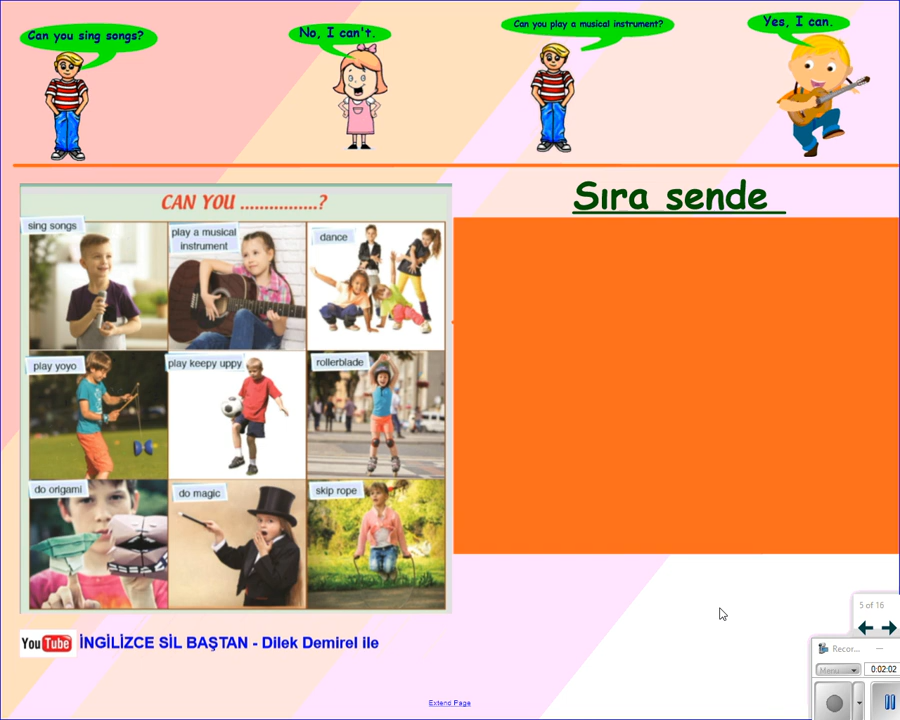 Can you sing songs?
No, I can't.
Can you play a musical instrument?
Yes, I can.
CAN YOU ................?
Sıra sende
sing songs
play a musical
instrument
dance
play yoyo
play keepy uppy
rollerblade
do origami
do magic
skip rope
YouTube İNGİLİZCE SİL BAŞTAN - Dilek Demirel ile
Extend Page
5 of 16
Recor...
Menu
0:02:02